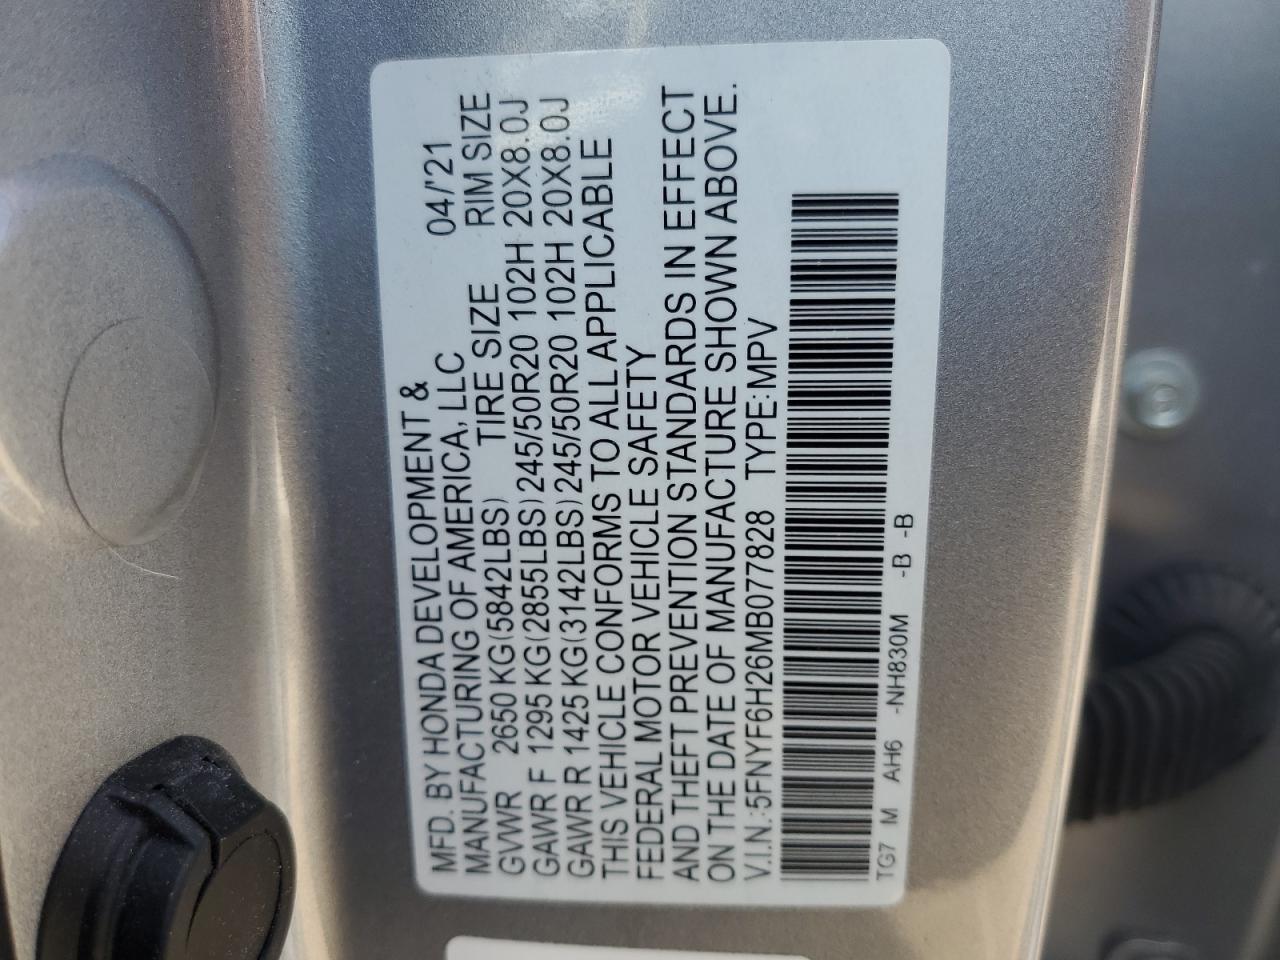 MFD. BY HONDA DEVELOPMENT & 04/'21
MANUFACTURING OF AMERICA, LLC
TIRE SIZE RIM SIZE
GVWR 2650 KG(5842LBS)
GAWR F 1295 KG(2855LBS) 245/50R20 102H 20X8.0J
GAWR R 1425 KG(3142LBS) 245/50R20 102H 20X8.0J
THIS VEHICLE CONFORMS TO ALL APPLICABLE
FEDERAL MOTOR VEHICLE SAFETY
AND THEFT PREVENTION STANDARDS IN EFFECT
ON THE DATE OF MANUFACTURE SHOWN ABOVE.
V.I.N.:5FNYF6H26MB077828 TYPE:MPV
TG7 M AH6 -NH830M -B -B